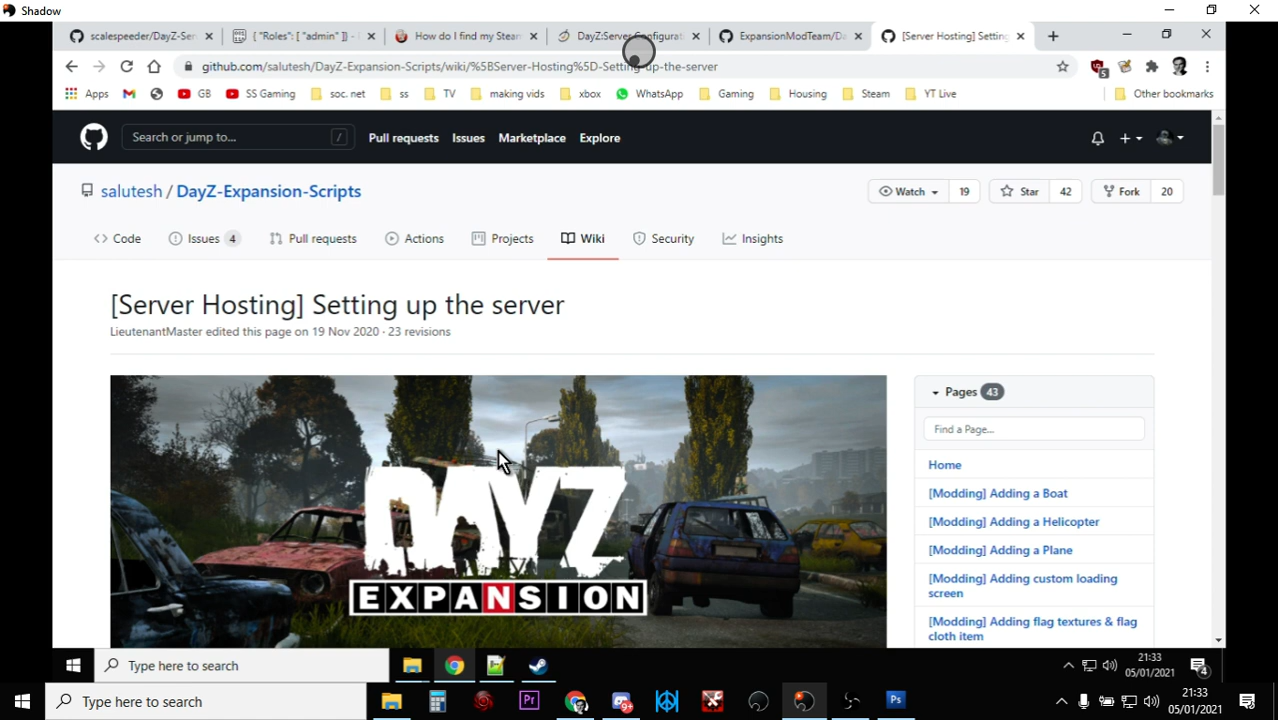 Shadow
scalespeeder/DayZ-Ser
{ "Roles": [ "admin" ]} -
How do I find my Steam
DayZ:Server Configurat
ExpansionModTeam/Da
[Server Hosting] Setting
github.com/salutesh/DayZ-Expansion-Scripts/wiki/%5BServer-Hosting%5D-Setting-up-the-server
5
Apps
GB
SS Gaming
soc. net
ss
TV
making vids
xbox
WhatsApp
Gaming
Housing
Steam
YT Live
Other bookmarks
Search or jump to...
/
Pull requests
Issues
Marketplace
Explore
salutesh / DayZ-Expansion-Scripts
Watch
19
Star
42
Fork
20
Code
Issues 4
Pull requests
Actions
Projects
Wiki
Security
Insights
[Server Hosting] Setting up the server
LieutenantMaster edited this page on 19 Nov 2020 · 23 revisions
DAYZ
EXPANSION
Pages 43
Find a Page...
Home
[Modding] Adding a Boat
[Modding] Adding a Helicopter
[Modding] Adding a Plane
[Modding] Adding custom loading
screen
[Modding] Adding flag textures & flag
cloth item
Type here to search
21:33
05/01/2021
4
Type here to search
Pr
9+
Ps
21:33
05/01/2021